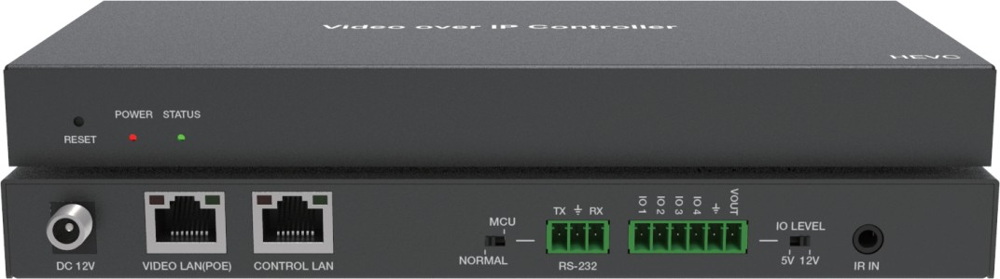 Video over IP Controller
HEVC
POWER STATUS
RESET
MCU
NORMAL
TX ⏚ RX
RS-232
IO 1 IO 2 IO 3 IO 4 ⏚ VOUT
IO LEVEL
5V 12V
DC 12V
VIDEO LAN(POE)
CONTROL LAN
IR IN